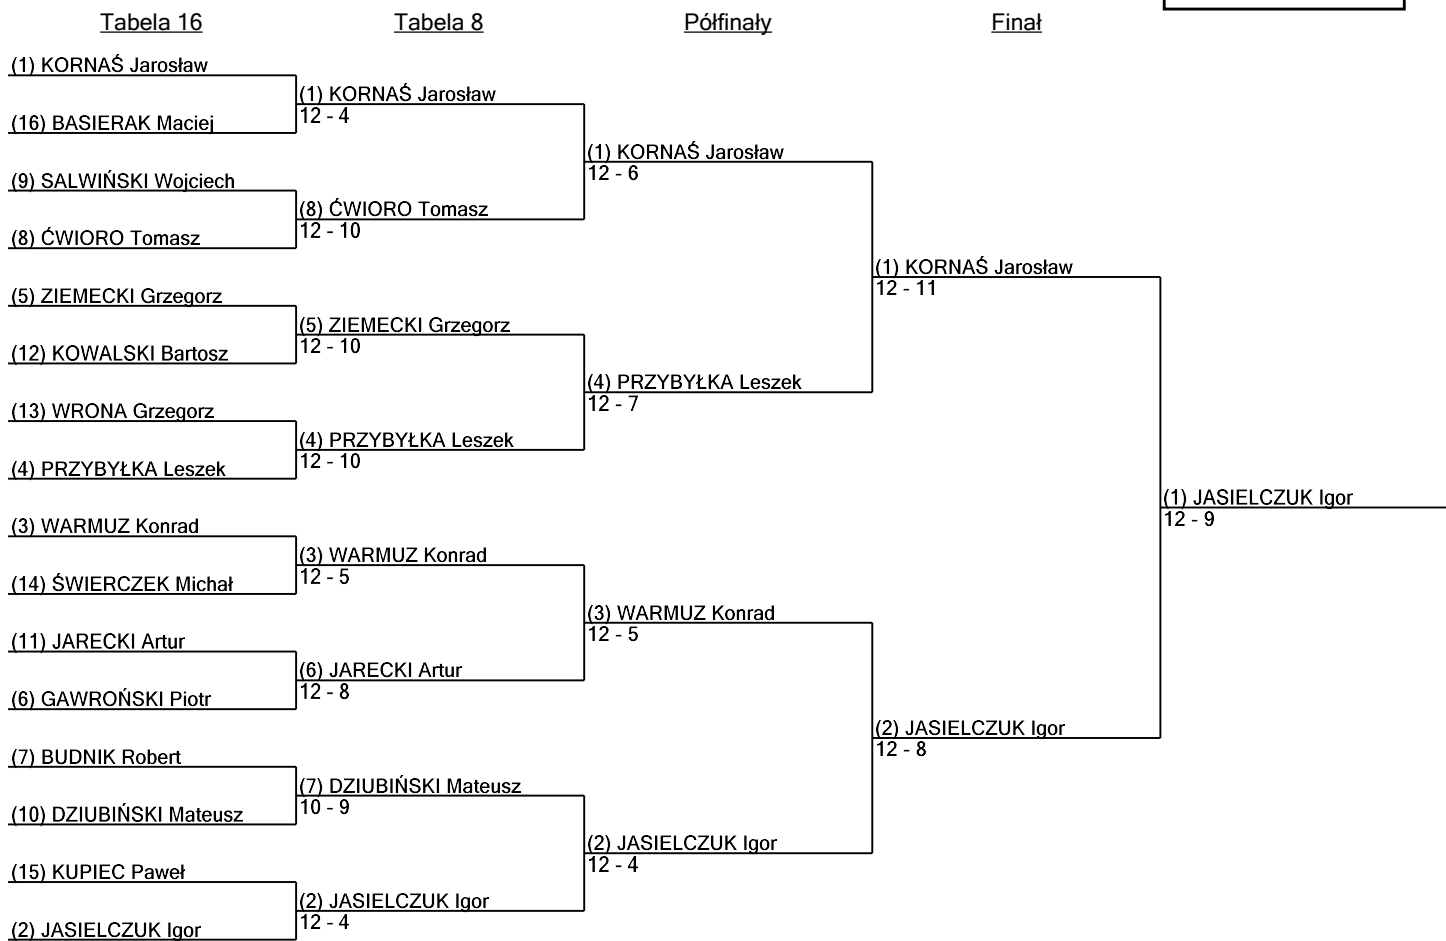 Tabela 16
Tabela 8
Półfinały
Finał
(1) KORNAŚ Jarosław
(16) BASIERAK Maciej
(9) SALWIŃSKI Wojciech
(8) ĆWIORO Tomasz
(5) ZIEMECKI Grzegorz
(12) KOWALSKI Bartosz
(13) WRONA Grzegorz
(4) PRZYBYŁKA Leszek
(3) WARMUZ Konrad
(14) ŚWIERCZEK Michał
(11) JARECKI Artur
(6) GAWROŃSKI Piotr
(7) BUDNIK Robert
(10) DZIUBIŃSKI Mateusz
(15) KUPIEC Paweł
(2) JASIELCZUK Igor
(1) KORNAŚ Jarosław
12 - 4
(8) ĆWIORO Tomasz
12 - 10
(5) ZIEMECKI Grzegorz
12 - 10
(4) PRZYBYŁKA Leszek
12 - 10
(3) WARMUZ Konrad
12 - 5
(6) JARECKI Artur
12 - 8
(7) DZIUBIŃSKI Mateusz
10 - 9
(2) JASIELCZUK Igor
12 - 4
(1) KORNAŚ Jarosław
12 - 6
(4) PRZYBYŁKA Leszek
12 - 7
(3) WARMUZ Konrad
12 - 5
(2) JASIELCZUK Igor
12 - 4
(1) KORNAŚ Jarosław
12 - 11
(2) JASIELCZUK Igor
12 - 8
(1) JASIELCZUK Igor
12 - 9